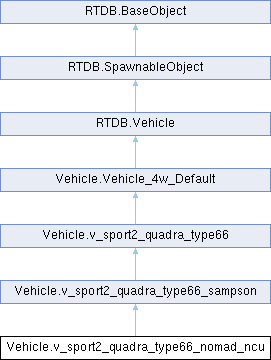 RTDB.BaseObject
RTDB.SpawnableObject
RTDB.Vehicle
Vehicle.Vehicle_4w_Default
Vehicle.v_sport2_quadra_type66
Vehicle.v_sport2_quadra_type66_sampson
Vehicle.v_sport2_quadra_type66_nomad_ncu